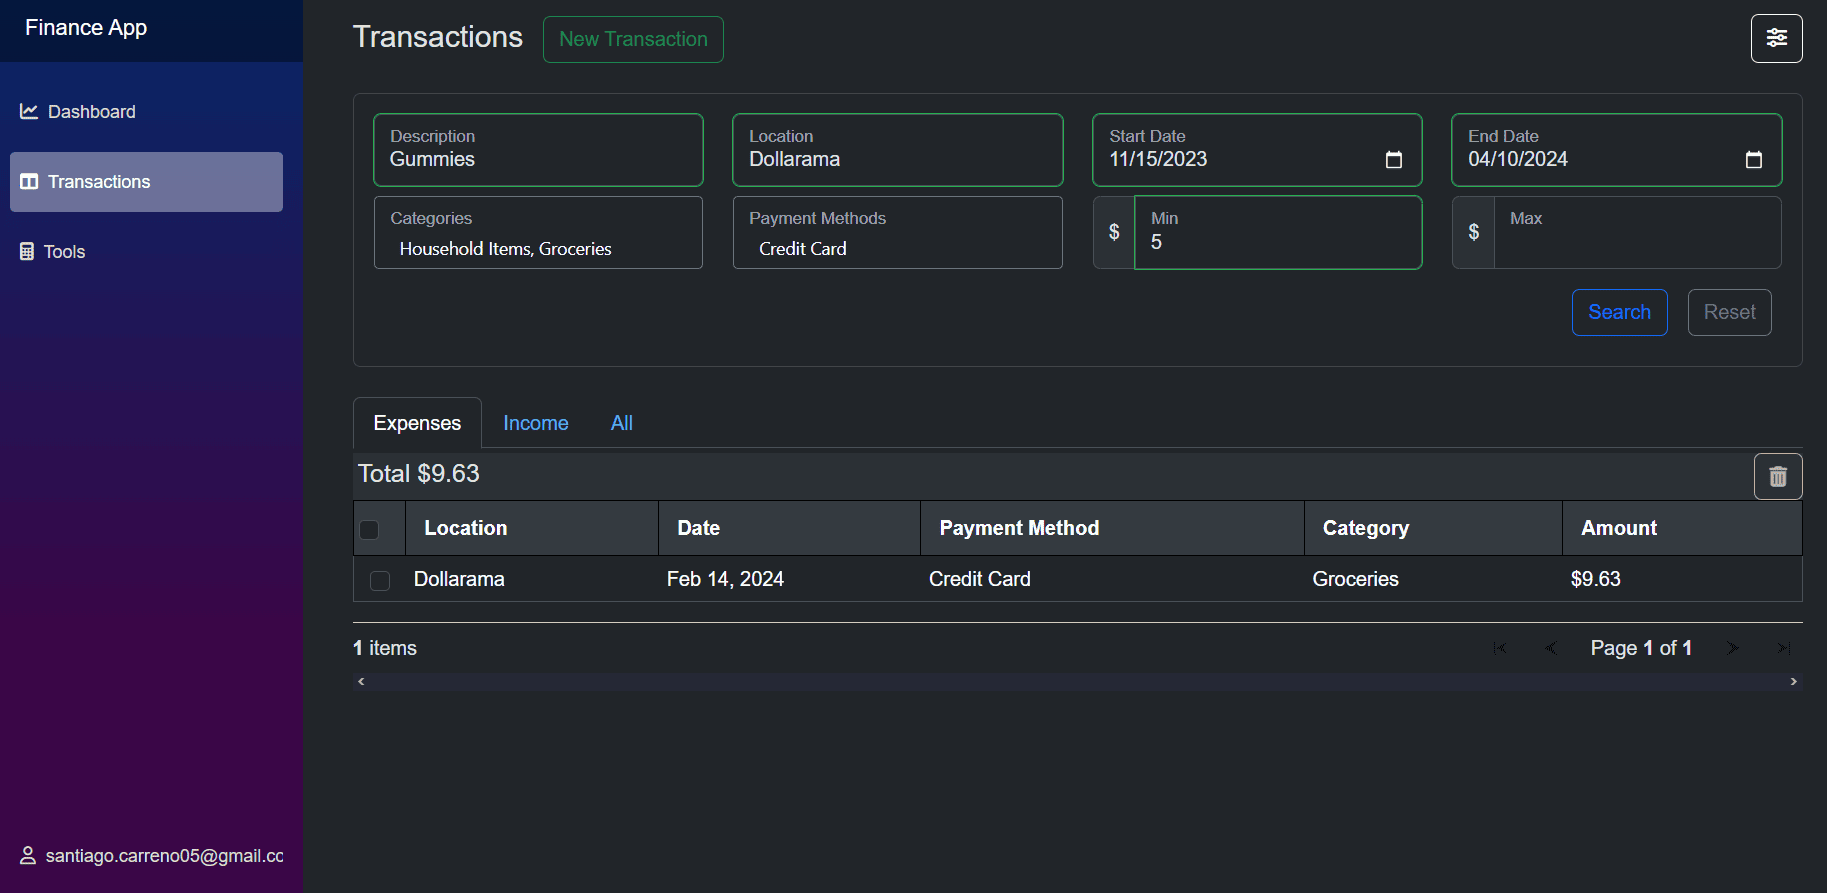 Finance App
Dashboard
Transactions
Tools
santiago.carreno05@gmail.cc
Transactions
New Transaction
Description
Gummies
Location
Dollarama
Start Date
11/15/2023
End Date
04/10/2024
Categories
Household Items, Groceries
Payment Methods
Credit Card
$
Min
5
$
Max
Search
Reset
Expenses
Income
All
Total $9.63
Location Date Payment Method Category Amount
Dollarama Feb 14, 2024 Credit Card Groceries $9.63
1 items
Page 1 of 1